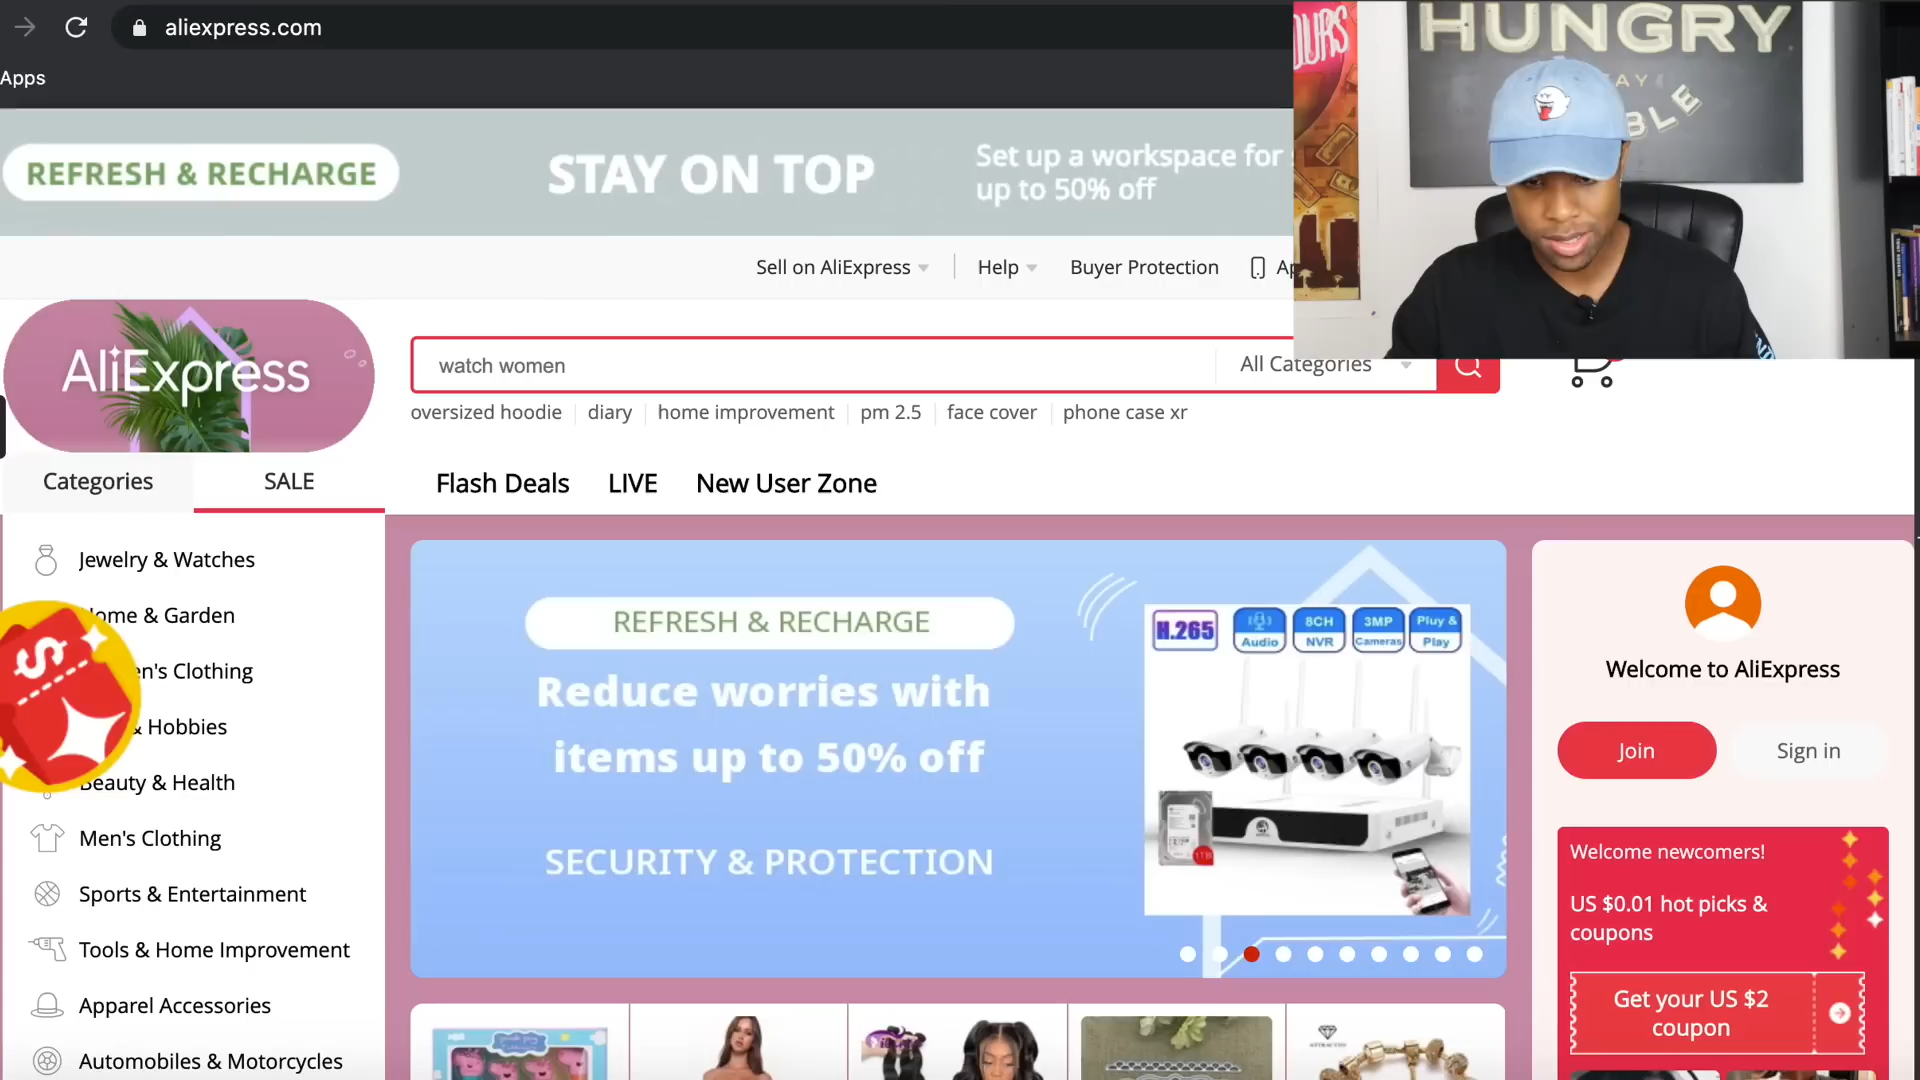 aliexpress.com
Apps
REFRESH & RECHARGE
STAY ON TOP
Set up a workspace for
up to 50% off
HUNGRY
Sell on AliExpress
Help
Buyer Protection
AliExpress
watch women
All Categories
oversized hoodie
diary
home improvement
pm 2.5
face cover
phone case xr
Categories
SALE
Flash Deals
LIVE
New User Zone
Jewelry & Watches
Home & Garden
en's Clothing
& Hobbies
Beauty & Health
Men's Clothing
Sports & Entertainment
Tools & Home Improvement
Apparel Accessories
Automobiles & Motorcycles
REFRESH & RECHARGE
Reduce worries with
items up to 50% off
SECURITY & PROTECTION
H.265
Audio
8CH
NVR
3MP
Cameras
Pluy &
Play
1TB
Welcome to AliExpress
Join
Sign in
Welcome newcomers!
US $0.01 hot picks &
coupons
Get your US $2
coupon